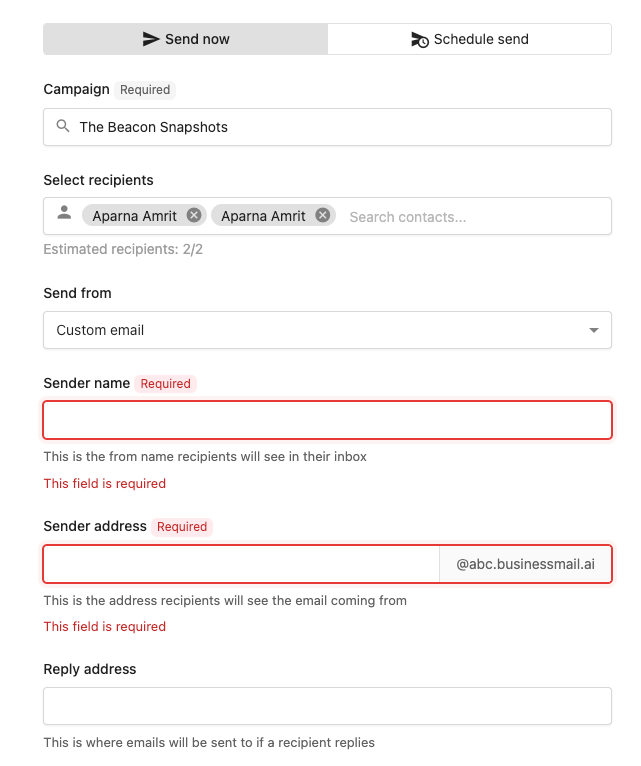 Send now Schedule send
Campaign Required
The Beacon Snapshots
Select recipients
Aparna Amrit Aparna Amrit Search contacts...
Estimated recipients: 2/2
Send from
Custom email
Sender name Required
This is the from name recipients will see in their inbox
This field is required
Sender address Required
@abc.businessmail.ai
This is the address recipients will see the email coming from
This field is required
Reply address
This is where emails will be sent to if a recipient replies